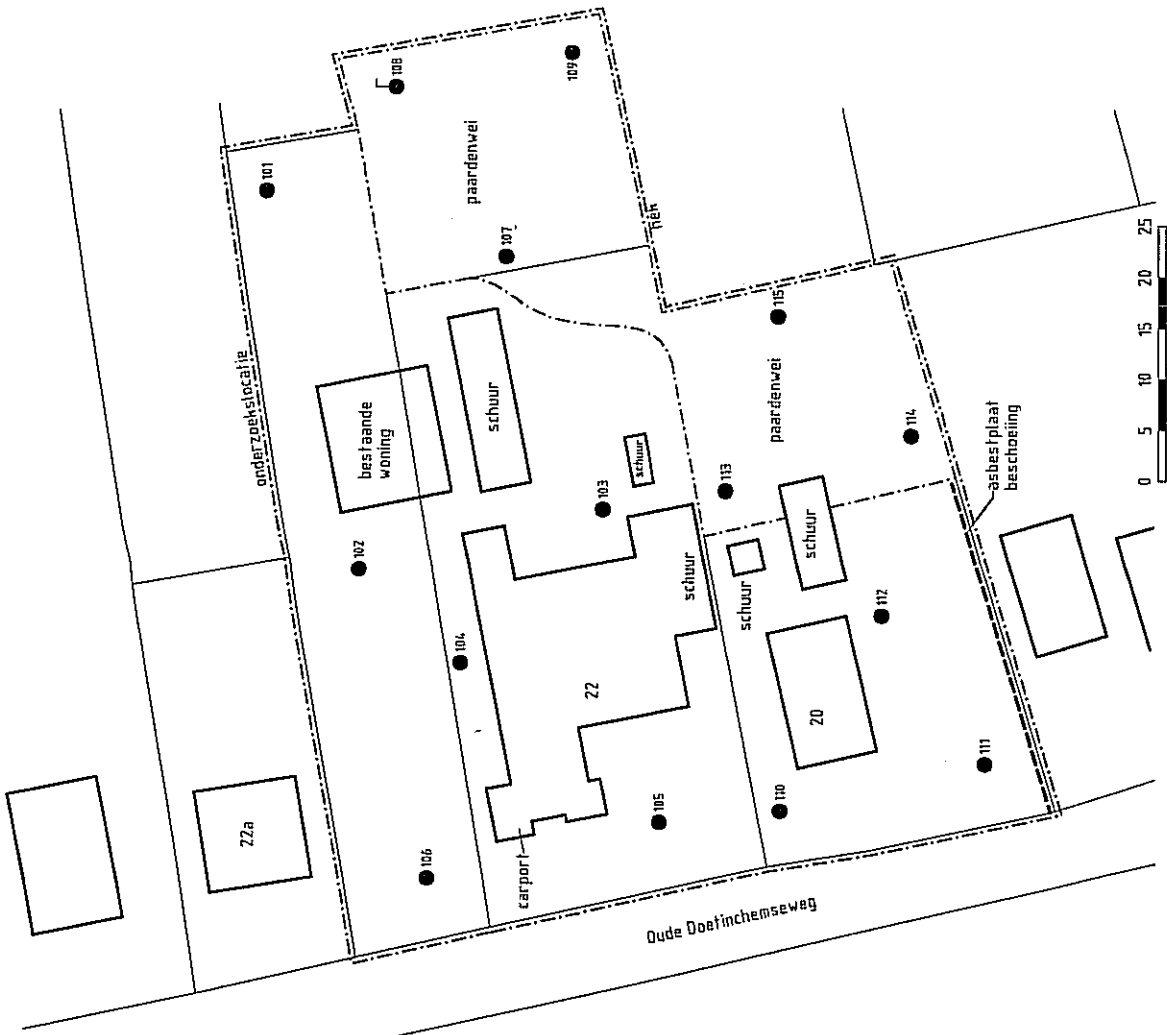 108
109
101
paardenwei
107
hek
onderzoekslocatie
bestaande
woning
schuur
schuur
103
102
104
115
paardenwei
114
113
asbestplaat
beschoeiing
schuur
schuur
schuur
112
22
20
22a
106
carport
105
110
111
Oude Doetinchemseweg
0
5
10
15
20
25